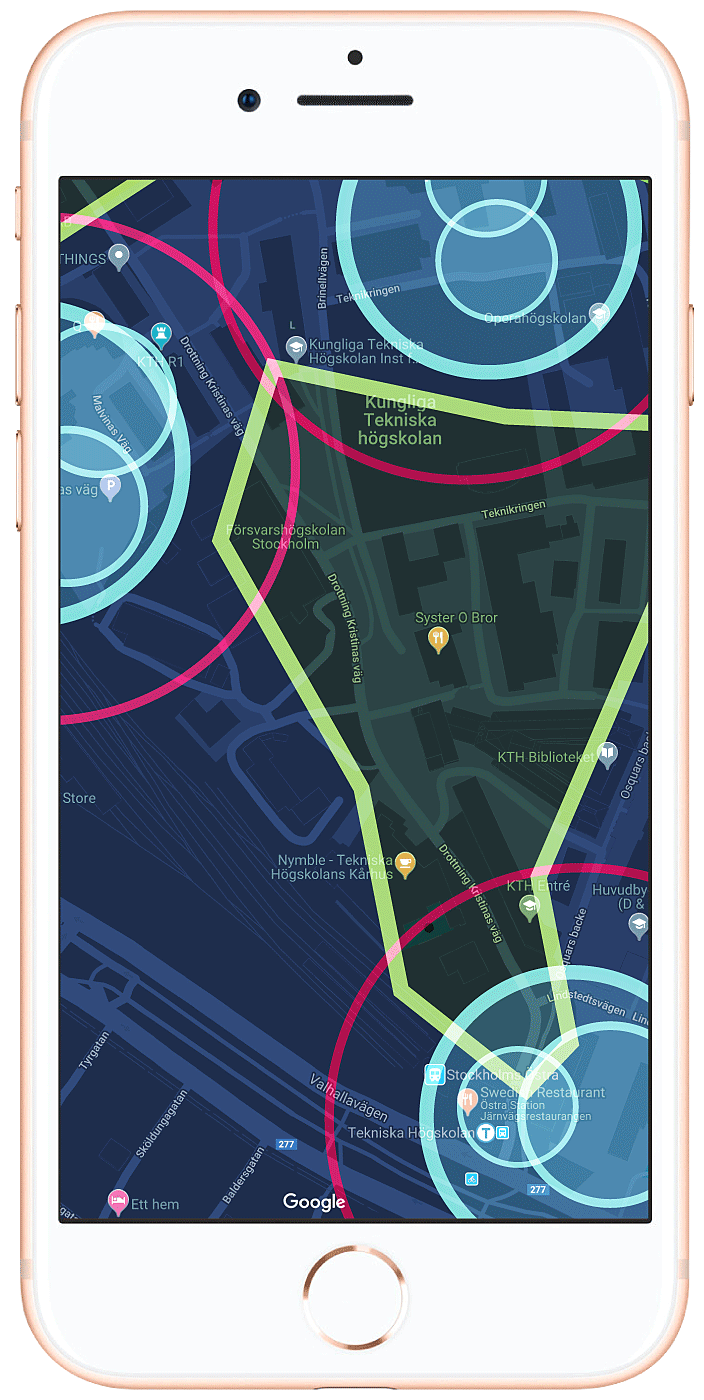 THINGS
Brinellvägen
Teknikringen
Operahögskolan
L
Kungliga Tekniska
Högskolan Inst f...
KTH R1
Drottning Kristinas väg
Malvinas Väg
Kungliga
Tekniska
högskolan
as väg
P
Försvarshögskolan
Stockholm
Teknikringen
Drottning Kristinas väg
Syster O Bror
KTH Biblioteket
Osquars bac
Store
Nymble - Tekniska
Högskolans Kårhus
Drottning Kristinas väg
KTH Entré
Huvudby
(D &
Osquars backe
Lindstedtsvägen
Lin
Stockholms Östra
Swedish Restaurant
Östra Station
Järnvägsrestaurangen
Tekniska Högskolan
T
Valhallavägen
Tyrgatan
Sköldungagatan
Baldersgatan
277
277
Ett hem
gata
Google